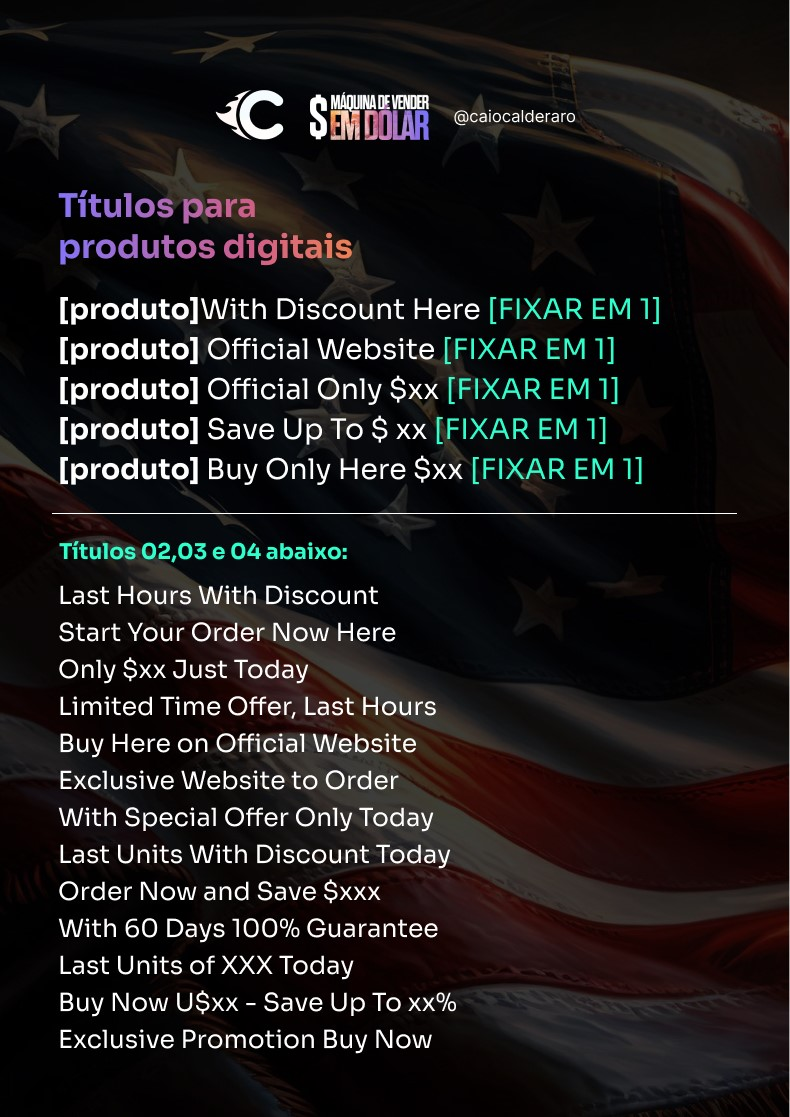 MÁQUINA DE VENDER
$ EM DÓLAR
@caiocalderaro
Títulos para
produtos digitais
[produto]With Discount Here [FIXAR EM 1]
[produto] Official Website [FIXAR EM 1]
[produto] Official Only $xx [FIXAR EM 1]
[produto] Save Up To $ xx [FIXAR EM 1]
[produto] Buy Only Here $xx [FIXAR EM 1]
Títulos 02,03 e 04 abaixo:
Last Hours With Discount
Start Your Order Now Here
Only $xx Just Today
Limited Time Offer, Last Hours
Buy Here on Official Website
Exclusive Website to Order
With Special Offer Only Today
Last Units With Discount Today
Order Now and Save $xxx
With 60 Days 100% Guarantee
Last Units of XXX Today
Buy Now U$xx - Save Up To xx%
Exclusive Promotion Buy Now